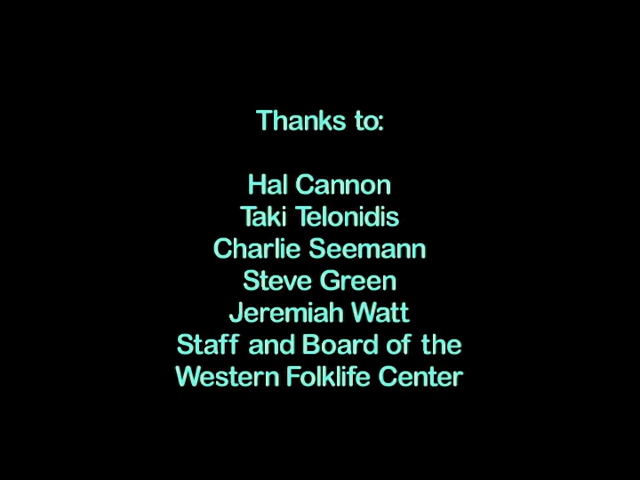 Thanks to:
Hal Cannon
Taki Telonidis
Charlie Seemann
Steve Green
Jeremiah Watt
Staff and Board of the
Western Folklife Center